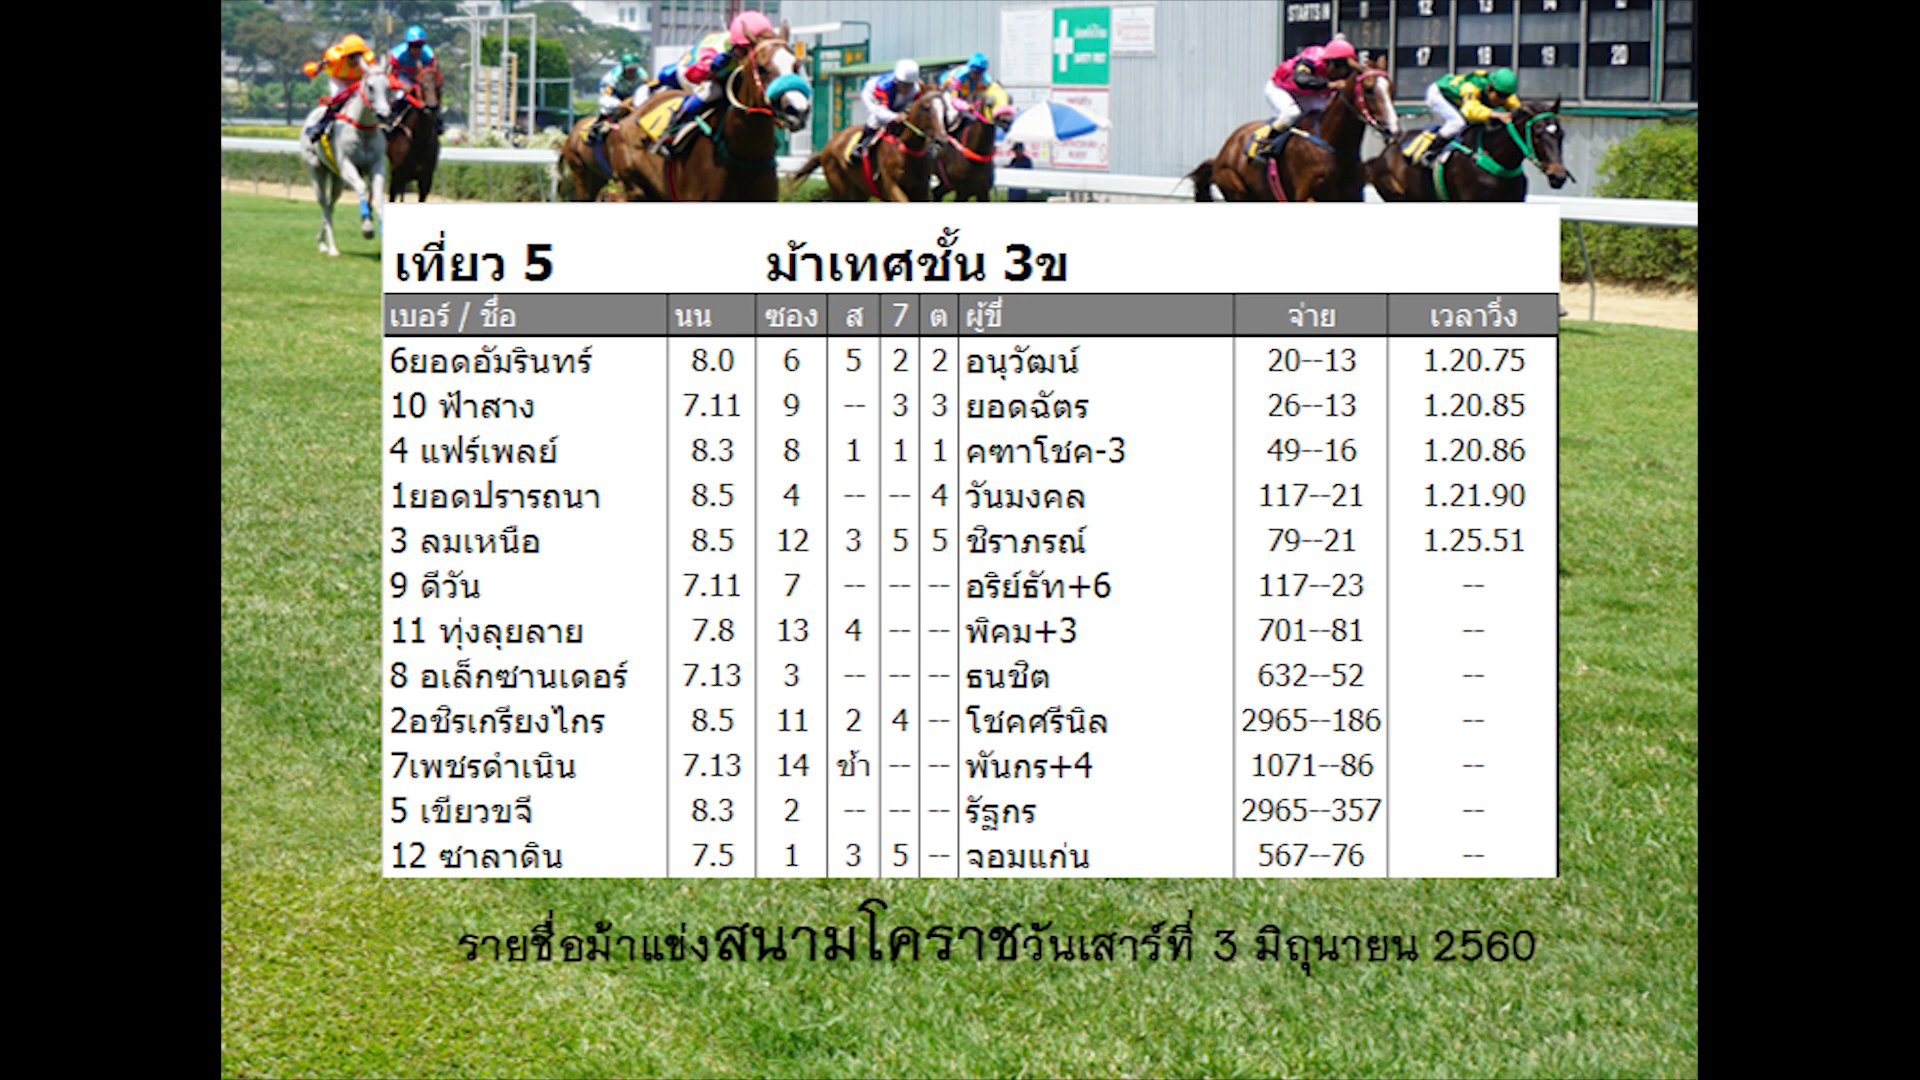 STARTS IN 11 12 13 14 15
17 18 19 20
เที่ยว 5 ม้าเทศชั้น 3ข
เบอร์ / ชื่อ นน ซอง ส 7 ต ผู้ขี่ จ่าย เวลาวิ่ง
6ยอดอัมรินทร์ 8.0 6 5 2 2 อนุวัฒน์ 20--13 1.20.75
10 ฟ้าสาง 7.11 9 -- 3 3 ยอดฉัตร 26--13 1.20.85
4 แฟร์เพลย์ 8.3 8 1 1 1 คฑาโชค-3 49--16 1.20.86
1ยอดปรารถนา 8.5 4 -- -- 4 วันมงคล 117--21 1.21.90
3 ลมเหนือ 8.5 12 3 5 5 ชิราภรณ์ 79--21 1.25.51
9 ดีวัน 7.11 7 -- -- -- อริย์ธัท+6 117--23 --
11 ทุ่งลุยลาย 7.8 13 4 -- -- พิคม+3 701--81 --
8 อเล็กซานเดอร์ 7.13 3 -- -- -- ธนชิต 632--52 --
2อชิรเกรียงไกร 8.5 11 2 4 -- โชคศรีนิล 2965--186 --
7เพชรดำเนิน 7.13 14 ช้า -- -- พันกร+4 1071--86 --
5 เขียวขจี 8.3 2 -- -- -- รัฐกร 2965--357 --
12 ซาลาดิน 7.5 1 3 5 -- จอมแก่น 567--76 --
รายชื่อม้าแข่งสนามโคราชวันเสาร์ที่ 3 มิถุนายน 2560